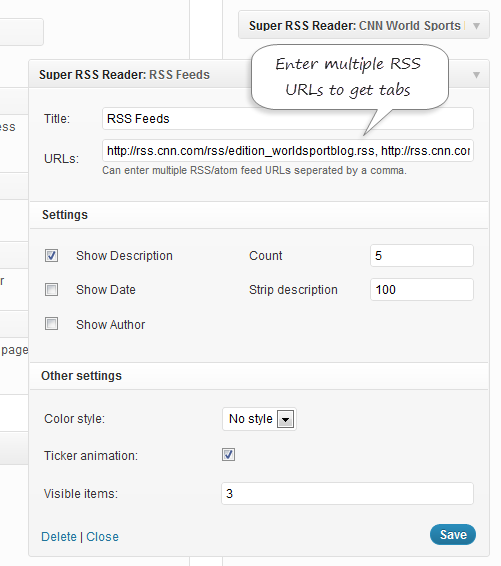 Super RSS Reader: CNN World Sports
Super RSS Reader: RSS Feeds
Enter multiple RSS
URLs to get tabs
Title: RSS Feeds
URLs: http://rss.cnn.com/rss/edition_worldsportblog.rss, http://rss.cnn.cor
Can enter multiple RSS/atom feed URLs seperated by a comma.
ess
Settings
Show Description Count 5
r
Show Date Strip description 100
Show Author
page
Other settings
Color style: No style
Ticker animation:
Visible items: 3
Delete | Close Save